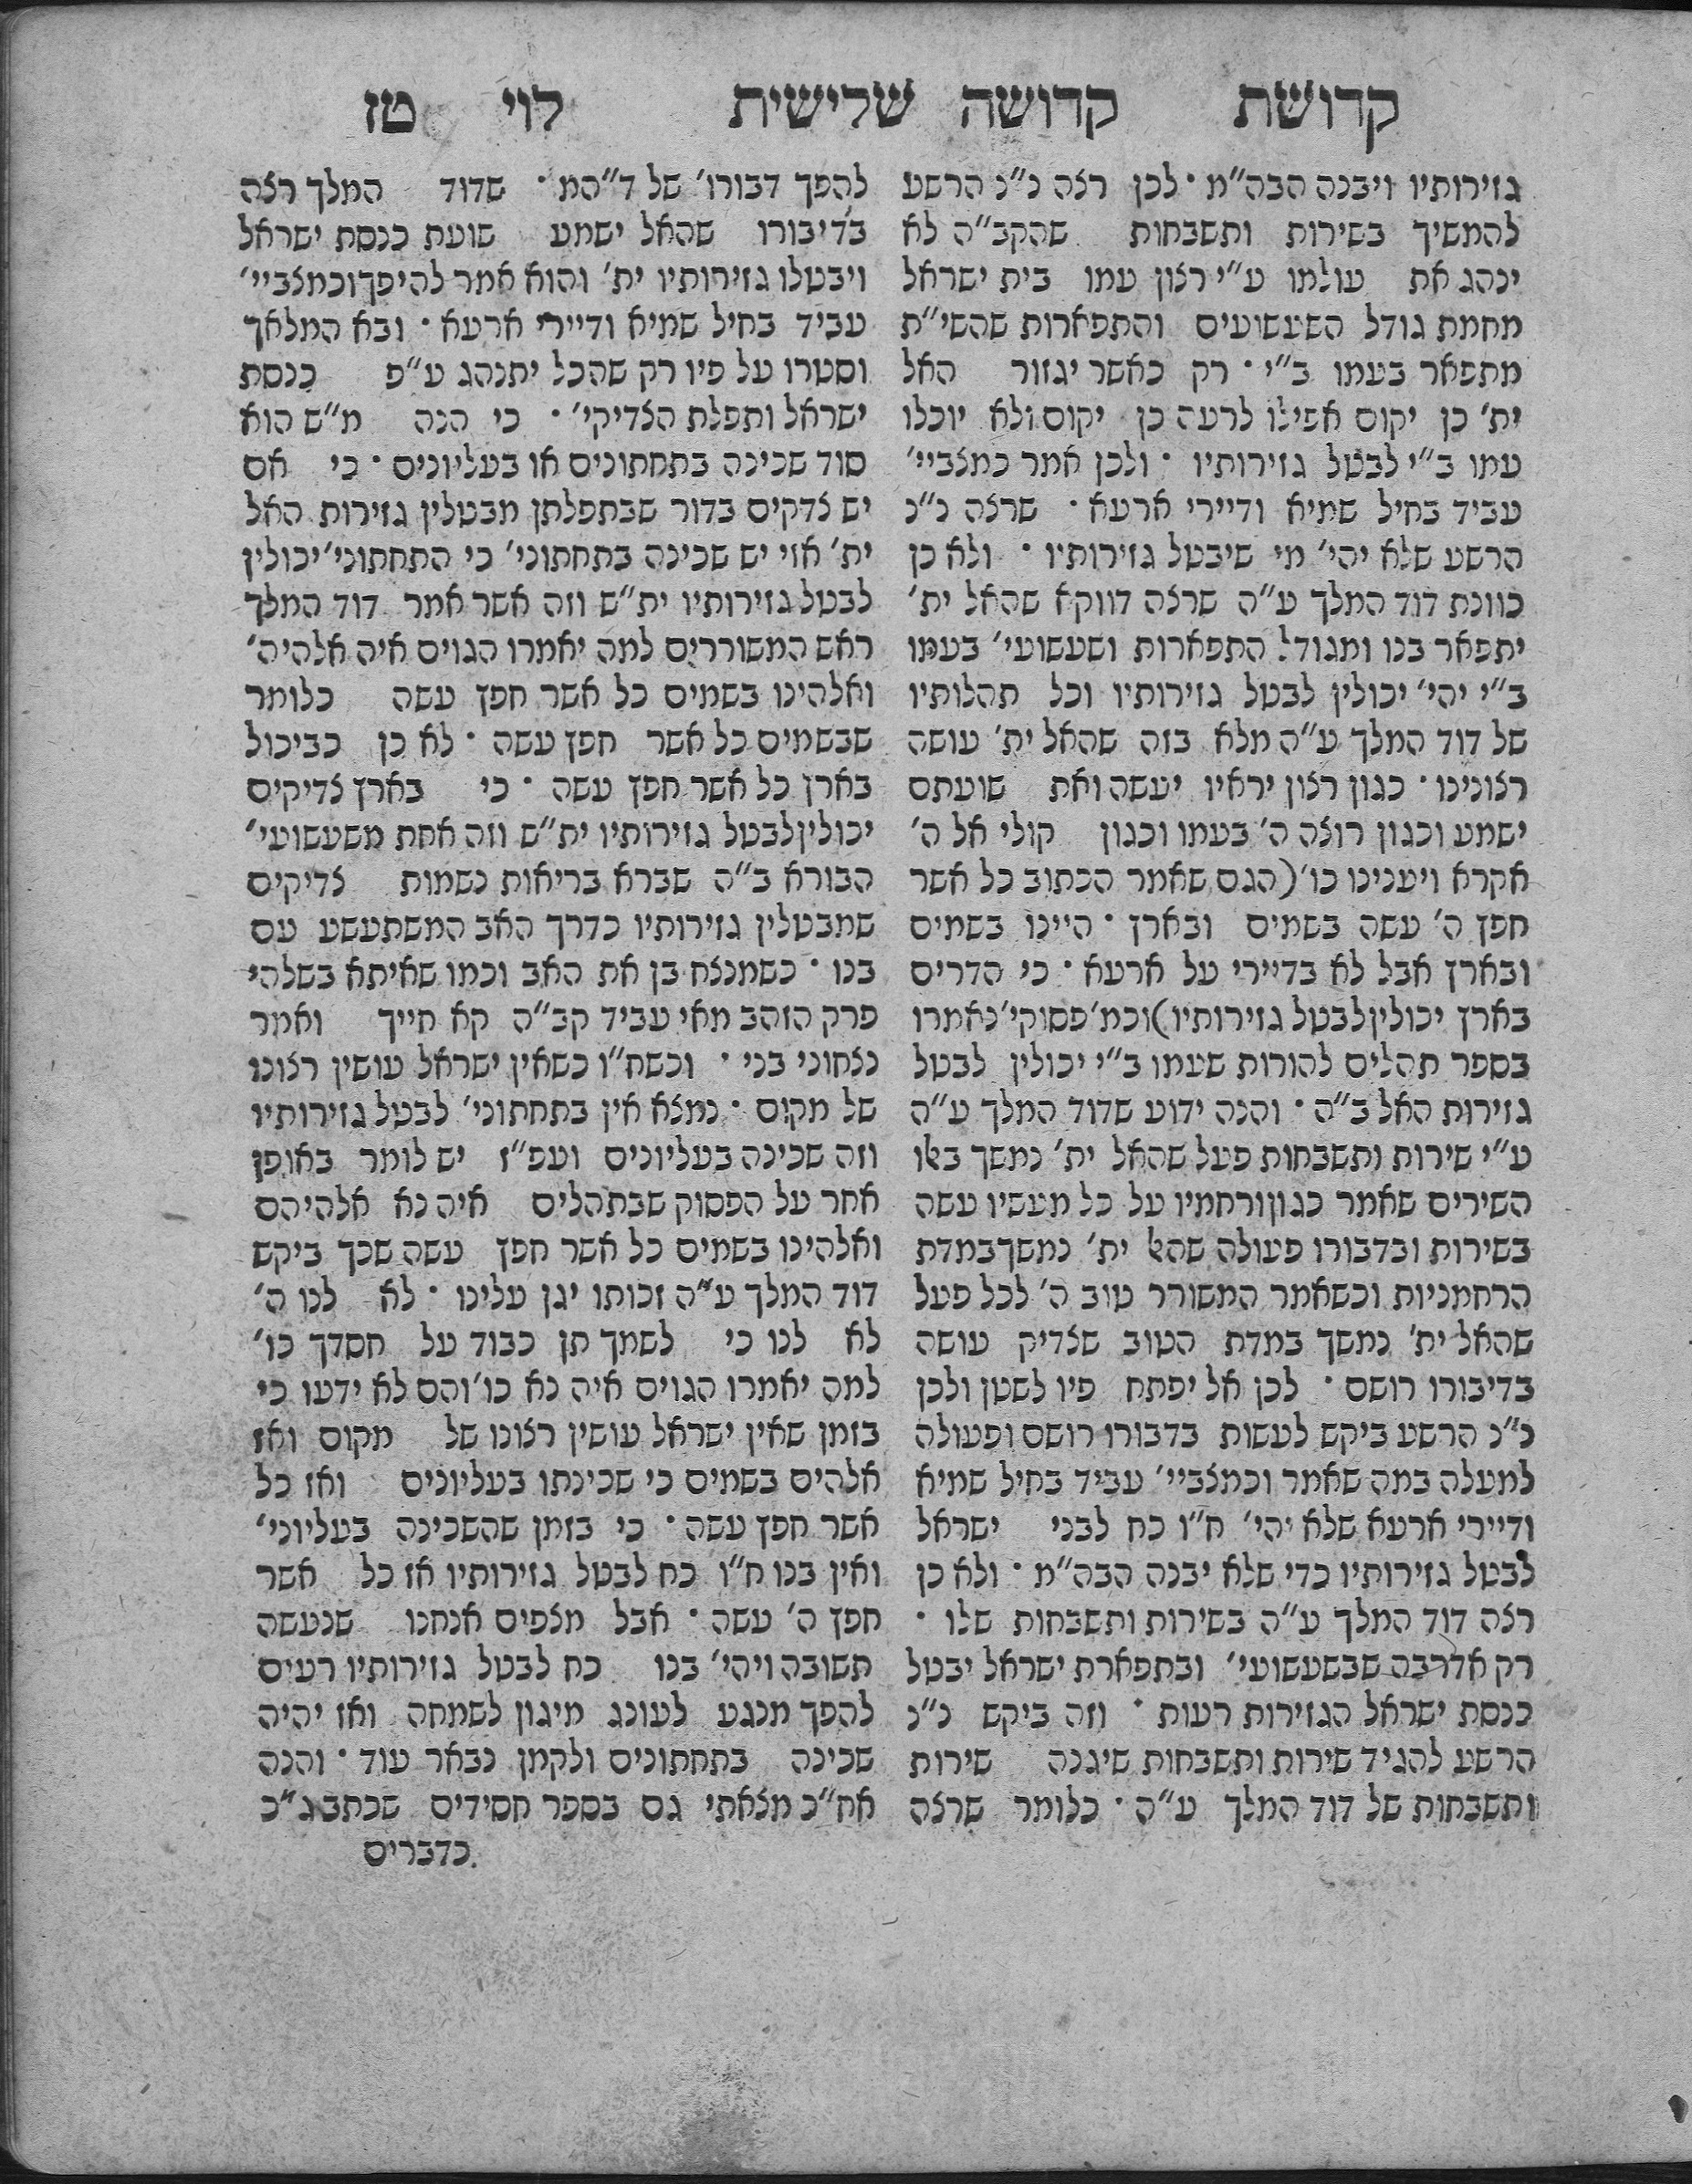 קדושת קדושה שלישית לוי טז
גזירותיו ויבנה הבה״מ · לכן רצה נ״נ הרשע
להמשיך בשירות ותשבחות שהקב״ה לא
ינהג את עולמו ע״י רצון עמו בית ישראל
מחמת גודל השעשועים והתפארות שהשי״ת
מתפאר בעמו ב״י · רק כאשר יגזור האל
ית׳ כן יקום אפילו לרעה כן יקום ולא יוכלו
עמו ב״י לבטל גזירותיו · ולכן אמר כמצביי׳
עביד בחיל שמיא ודיירי ארעא · שרצה נ״נ
הרשע שלא יהי׳ מי שיבטל גזירותיו · ולא כן
כוונת דוד המלך ע״ה שרצה דווקא שהאל ית׳
יתפאר בנו ומגודל התפארות ושעשועי׳ בעמו
ב״י יהי׳ יכולין לבטל גזירותיו וכל תהלותיו
של דוד המלך ע״ה מלא בזה שהאל ית׳ עושה
רצונינו · כגון רצון יראיו יעשה ואת שועתם
ישמע וכגון רוצה ה׳ בעמו וכגון קולי אל ה׳
אקרא ויענינו כו׳ (הגם שאמר הכתוב כל אשר
חפץ ה׳ עשה בשמים ובארץ · היינו בשמים
ובארץ אבל לא בדיירי על ארעא · כי הדרים
בארץ יכולין לבטל גזירותיו) וכמ׳ פסוקי׳ נאמרו
בספר תהלים להורות שעמו ב״י יכולין לבטל
גזירות האל ב״ה · והנה ידוע שדוד המלך ע״ה
ע״י שירות ותשבחות פעל שהאל ית׳ נמשך באלו
השירים שאמר כגון ורחמיו על כל מעשיו עשה
בשירות ובדבורו פעולה שהאל ית׳ נמשך במדת
הרחמניות וכשאמר המשורר טוב ה׳ לכל פעל
שהאל ית׳ נמשך במדת הטוב שצדיק עושה
בדיבורו רושם · לכן אל יפתח פיו לשטן ולכן
נ״נ הרשע ביקש לעשות בדבורו רושם ופעולה
למעלה במה שאמר וכמצביי׳ עביד בחיל שמיא
ודיירי ארעא שלא יהי׳ ח״ו כח לבני ישראל
לבטל גזירותיו כדי שלא יבנה הבה״מ · ולא כן
רצה דוד המלך ע״ה בשירות ותשבחות שלו ·
רק אדרבה שבשעשועי׳ ובתפארת ישראל יבטל
כנסת ישראל הגזירות רעות · וזה ביקש נ״נ
הרשע להגיד שירות ותשבחות שיגנה שירות
ותשבחות של דוד המלך ע״ה · כלומר שרצה
להפך דבורו׳ של ד״המ · שדוד המלך רצה
בדיבורו שהאל ישמע שועת כנסת ישראל
ויבטלו גזירותיו ית׳ והוא אמר להיפך וכמצביי׳
עביד בחיל שמיא ודיירי ארעא · ובא המלאך
וסטרו על פיו רק שהכל יתנהג ע״פ כנסת
ישראל ותפלת הצדיקי׳ · כי הנה מ״ש הוא
סוד שכינה בתחתונים או בעליונים · כי אם
יש צדקים בדור שבתפלתן מבטלין גזירות האל
ית׳ אזי יש שכינה בתחתוני׳ כי התחתוני׳ יכולין
לבטל גזירותיו ית״ש וזה אשר אמר דוד המלך
ראש המשוררים למה יאמרו הגוים איה אלהיה׳
ואלהינו בשמים כל אשר חפץ עשה כלומר
שבשמים כל אשר חפץ עשה · לא כן כביכול
בארץ כל אשר חפץ עשה · כי בארץ צדיקים
יכולין לבטל גזירותיו ית״ש וזה אחת משעשועי׳
הבורא ב״ה שברא בריאות נשמות צדיקים
שמבטלין גזירותיו כדרך האב המשתעשע עם
בנו · כשמנצח בן את האב וכמו שאיתא בשלהי
פרק הזהב מאי עביד קב״ה קא חייך ואמר
נצחוני בני · וכשח״ו כשאין ישראל עושין רצונו
של מקום · נמצא אין בתחתוני׳ לבטל גזירותיו
וזה שכינה בעליונים ועפ״ז יש לומר באופן
אחר על הפסוק שבתהלים איה נא אלהיהם
ואלהינו בשמים כל אשר חפץ עשה שכך ביקש
דוד המלך ע״ה זכותו יגן עלינו · לא לנו ה׳
לא לנו כי לשמך תן כבוד על חסדך כו׳
למה יאמרו הגוים איה נא כו׳ והם לא ידעו כי
בזמן שאין ישראל עושין רצונו של מקום ואז
אלהים בשמים כי שכינתו בעליונים ואז כל
אשר חפץ עשה · כי בזמן שהשכינה בעליוני׳
ואין בנו ח״ו כח לבטל גזירותיו אז כל אשר
חפץ ה׳ עשה · אבל מצפים אנחנו שנעשה
תשובה ויהי׳ בנו כח לבטל גזירותיו רעים
להפך מנגע לעונג מיגון לשמחה ואז יהיה
שכינה בתחתונים ולקמן נבאר עוד · והנה
אח״כ מצאתי גם בספר חסידים שכתב ג״כ
כדברים